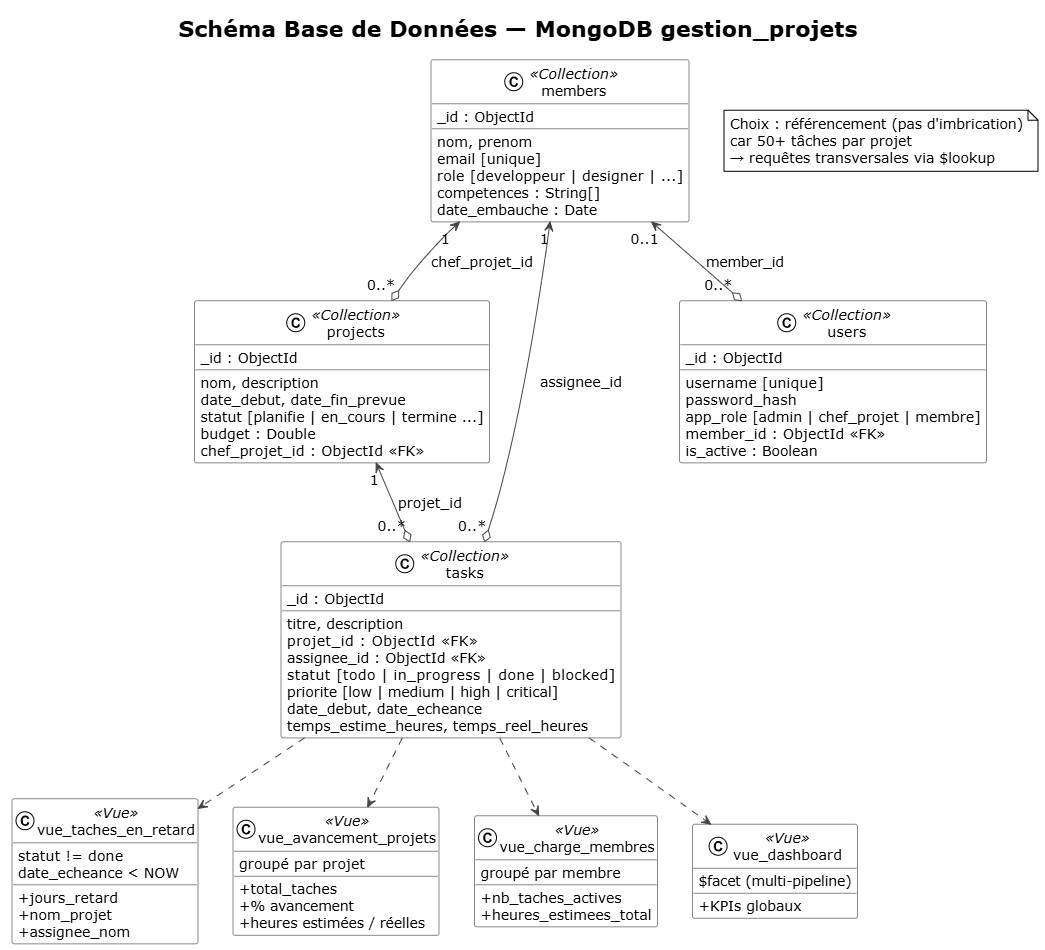 Schéma Base de Données — MongoDB gestion_projets
«Collection»
C
members
_id : ObjectId
nom, prenom
email [unique]
role [developpeur | designer | ...]
competences : String[]
date_embauche : Date
Choix : référencement (pas d'imbrication)
car 50+ tâches par projet
→ requêtes transversales via $lookup
1
1
0..1
chef_projet_id
member_id
0..*
0..*
«Collection»
C
projects
_id : ObjectId
nom, description
date_debut, date_fin_prevue
statut [planifie | en_cours | termine ...]
budget : Double
chef_projet_id : ObjectId «FK»
assignee_id
«Collection»
C
users
_id : ObjectId
username [unique]
password_hash
app_role [admin | chef_projet | membre]
member_id : ObjectId «FK»
is_active : Boolean
1
projet_id
0..*
0..*
«Collection»
C
tasks
_id : ObjectId
titre, description
projet_id : ObjectId «FK»
assignee_id : ObjectId «FK»
statut [todo | in_progress | done | blocked]
priorite [low | medium | high | critical]
date_debut, date_echeance
temps_estime_heures, temps_reel_heures
«Vue»
C
vue_taches_en_retard
statut != done
date_echeance < NOW
+jours_retard
+nom_projet
+assignee_nom
«Vue»
C
vue_avancement_projets
groupé par projet
+total_taches
+% avancement
+heures estimées / réelles
«Vue»
C
vue_charge_membres
groupé par membre
+nb_taches_actives
+heures_estimees_total
«Vue»
C
vue_dashboard
$facet (multi-pipeline)
+KPIs globaux